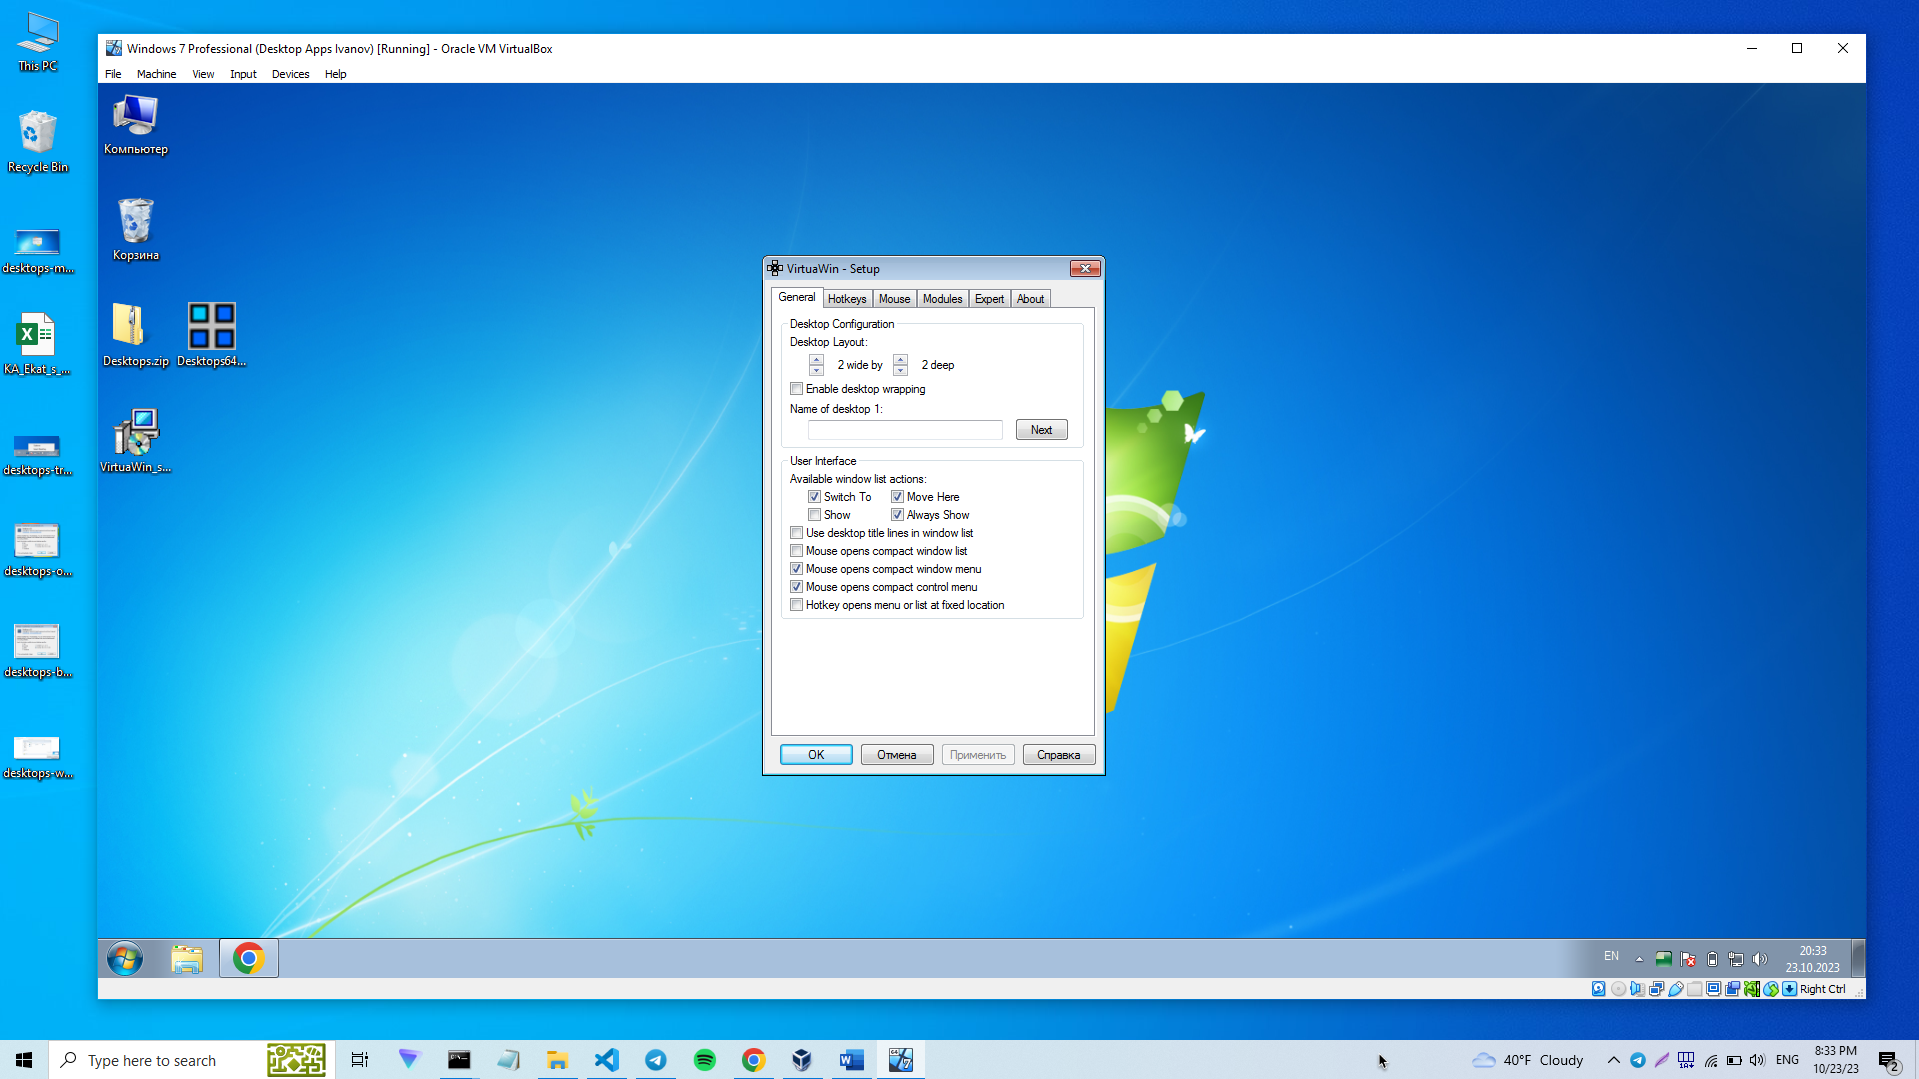 This PC
Recycle Bin
desktops-m...
KA_Ekat_s_...
desktops-tr...
desktops-o...
desktops-b...
desktops-w...
Windows 7 Professional (Desktop Apps Ivanov) [Running] - Oracle VM VirtualBox
File Machine View Input Devices Help
Компьютер
Корзина
Desktops.zip Desktops64...
VirtuaWin_s...
VirtuaWin - Setup
General Hotkeys Mouse Modules Expert About
Desktop Configuration
Desktop Layout:
2 wide by 2 deep
Enable desktop wrapping
Name of desktop 1:
Next
User Interface
Available window list actions:
Switch To Move Here
Show Always Show
Use desktop title lines in window list
Mouse opens compact window list
Mouse opens compact window menu
Mouse opens compact control menu
Hotkey opens menu or list at fixed location
OK Отмена Применить Справка
EN 20:33
23.10.2023
Right Ctrl
Type here to search
40°F Cloudy
ENG
8:33 PM
10/23/23
2